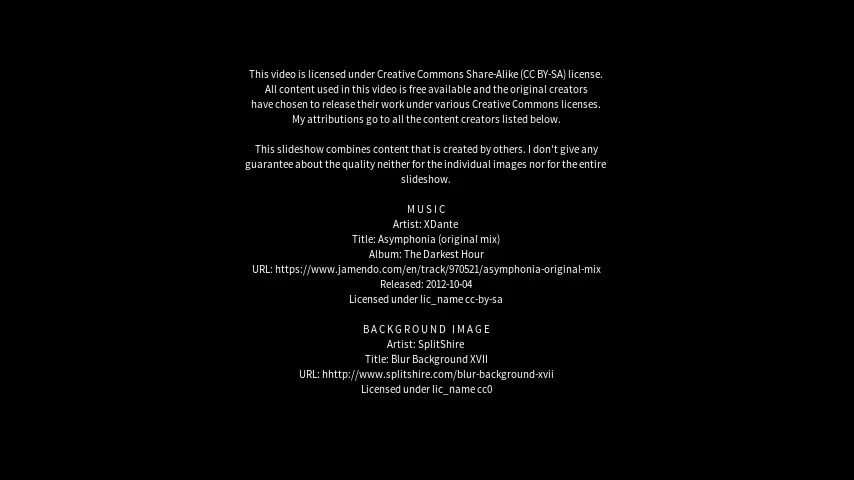 This video is licensed under Creative Commons Share-Alike (CC BY-SA) license.
All content used in this video is free available and the original creators
have chosen to release their work under various Creative Commons licenses.
My attributions go to all the content creators listed below.
This slideshow combines content that is created by others. I don't give any
guarantee about the quality neither for the individual images nor for the entire
slideshow.
MUSIC
Artist: XDante
Title: Asymphonia (original mix)
Album: The Darkest Hour
URL: https://www.jamendo.com/en/track/970521/asymphonia-original-mix
Released: 2012-10-04
Licensed under lic_name cc-by-sa
BACKGROUND IMAGE
Artist: SplitShire
Title: Blur Background XVII
URL: hhttp://www.splitshire.com/blur-background-xvii
Licensed under lic_name cc0